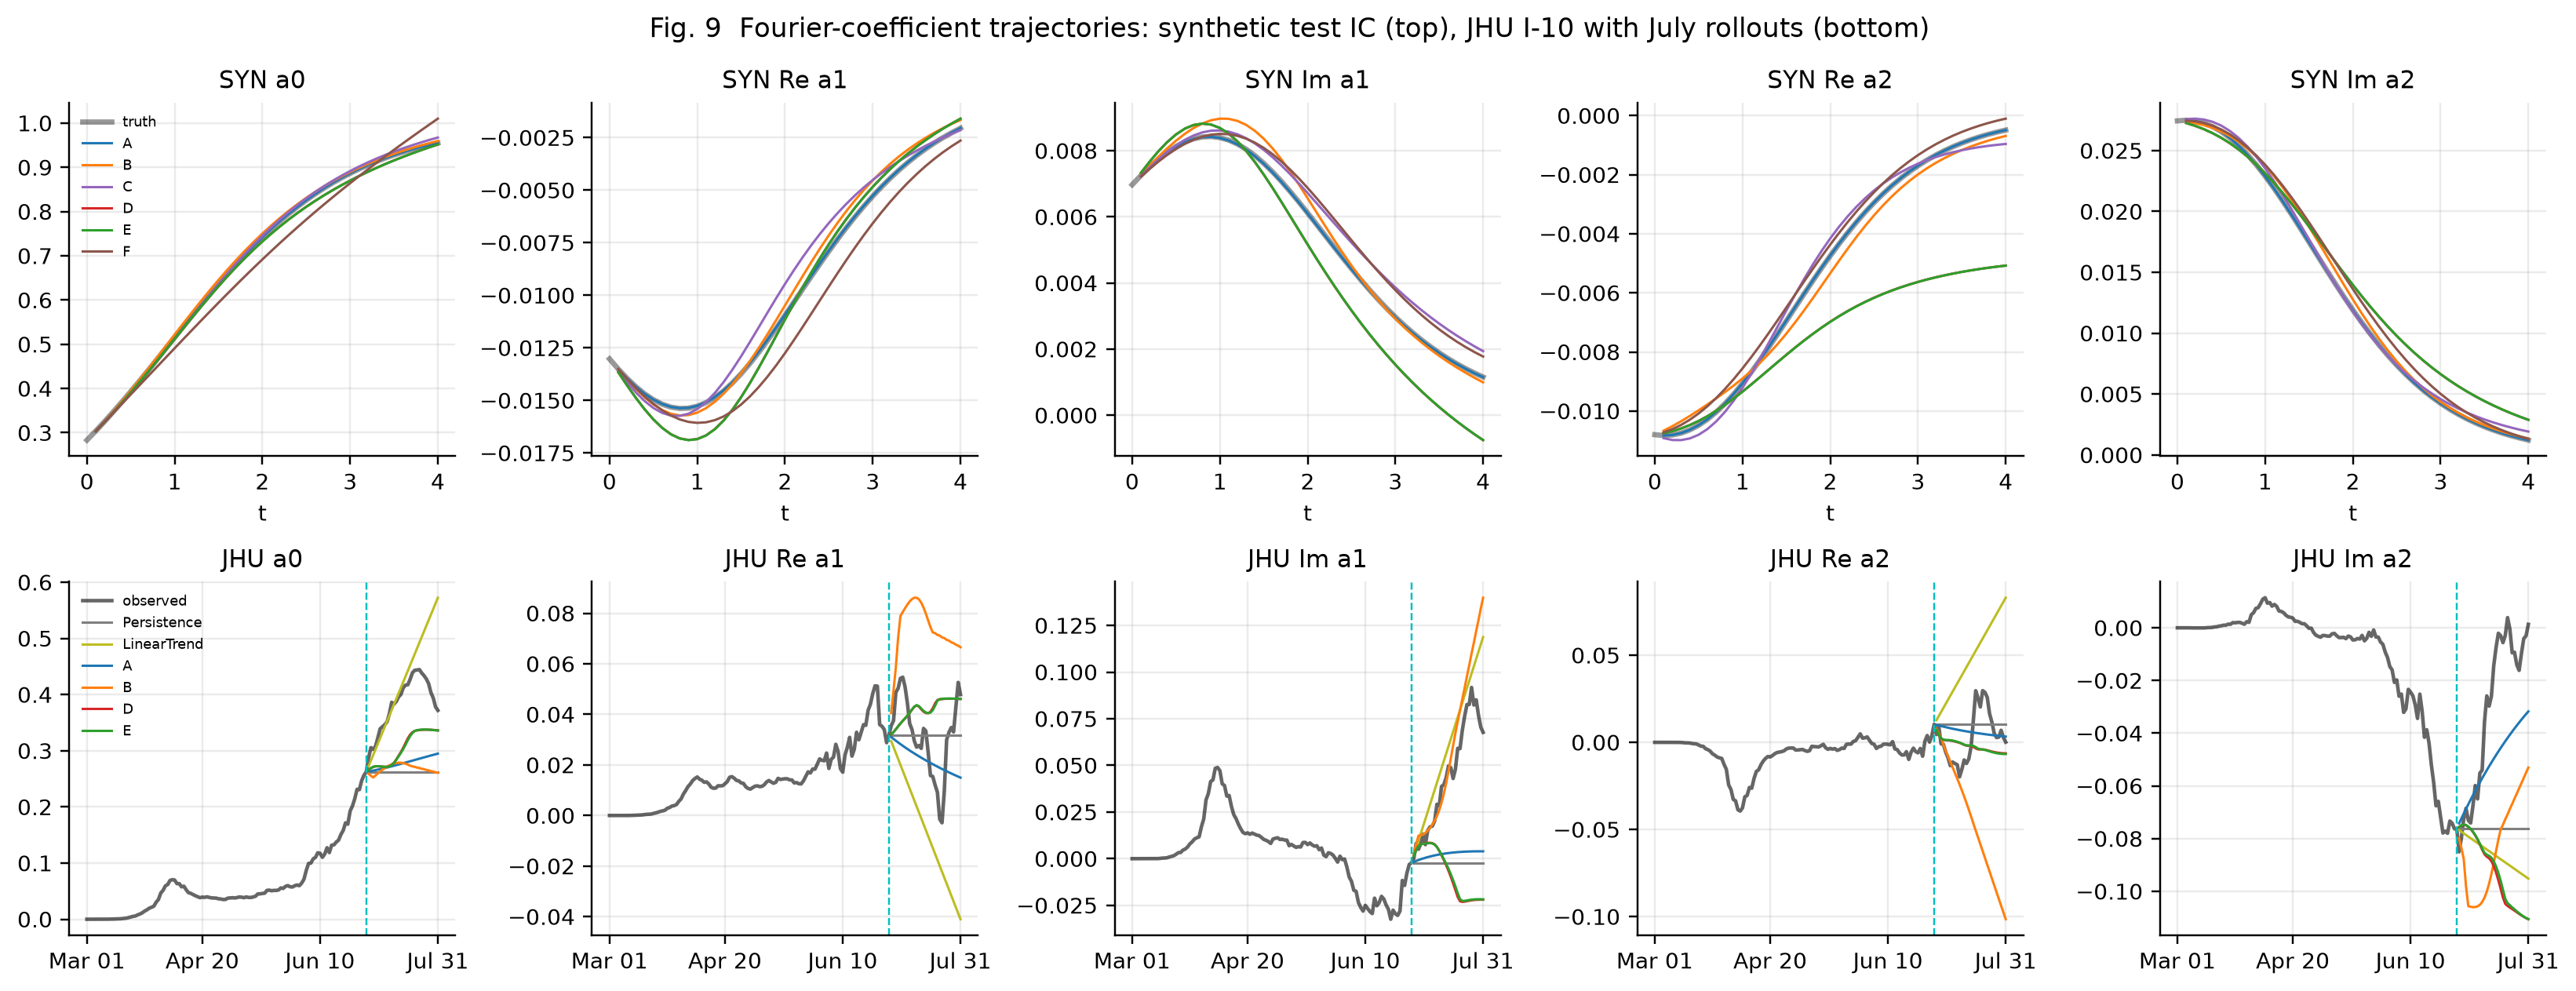 Fig. 9  Fourier-coefficient trajectories: synthetic test IC (top), JHU I-10 with July rollouts (bottom)
SYN a0
1.0
0.9
0.8
0.7
0.6
0.5
0.4
0.3
truth
A
B
C
D
E
F
0 1 2 3 4
t
SYN Re a1
−0.0025
−0.0050
−0.0075
−0.0100
−0.0125
−0.0150
−0.0175
0 1 2 3 4
t
SYN Im a1
0.008
0.006
0.004
0.002
0.000
0 1 2 3 4
t
SYN Re a2
0.000
−0.002
−0.004
−0.006
−0.008
−0.010
0 1 2 3 4
t
SYN Im a2
0.025
0.020
0.015
0.010
0.005
0.000
0 1 2 3 4
t
JHU a0
0.6
0.5
0.4
0.3
0.2
0.1
0.0
observed
Persistence
LinearTrend
A
B
D
E
Mar 01 Apr 20 Jun 10 Jul 31
JHU Re a1
0.08
0.06
0.04
0.02
0.00
−0.02
−0.04
Mar 01 Apr 20 Jun 10 Jul 31
JHU Im a1
0.125
0.100
0.075
0.050
0.025
0.000
−0.025
Mar 01 Apr 20 Jun 10 Jul 31
JHU Re a2
0.05
0.00
−0.05
−0.10
Mar 01 Apr 20 Jun 10 Jul 31
JHU Im a2
0.00
−0.02
−0.04
−0.06
−0.08
−0.10
Mar 01 Apr 20 Jun 10 Jul 31